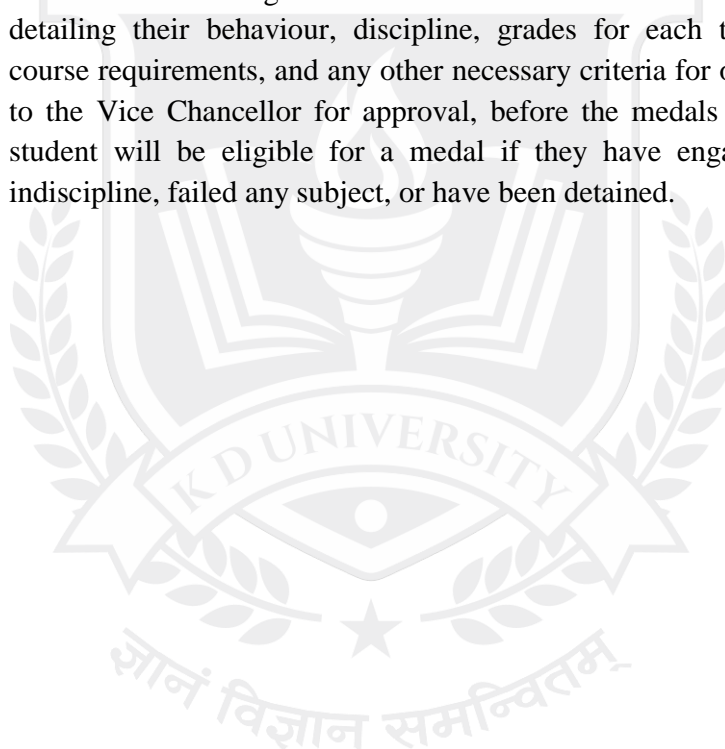 detailing their behaviour, discipline, grades for each
course requirements, and any other necessary criteria for
to the Vice Chancellor for approval, before the medals
student will be eligible for a medal if they have
indiscipline, failed any subject, or have been detained.
K D UNIVERSITY
ज्ञानं विज्ञान समन्वितम्